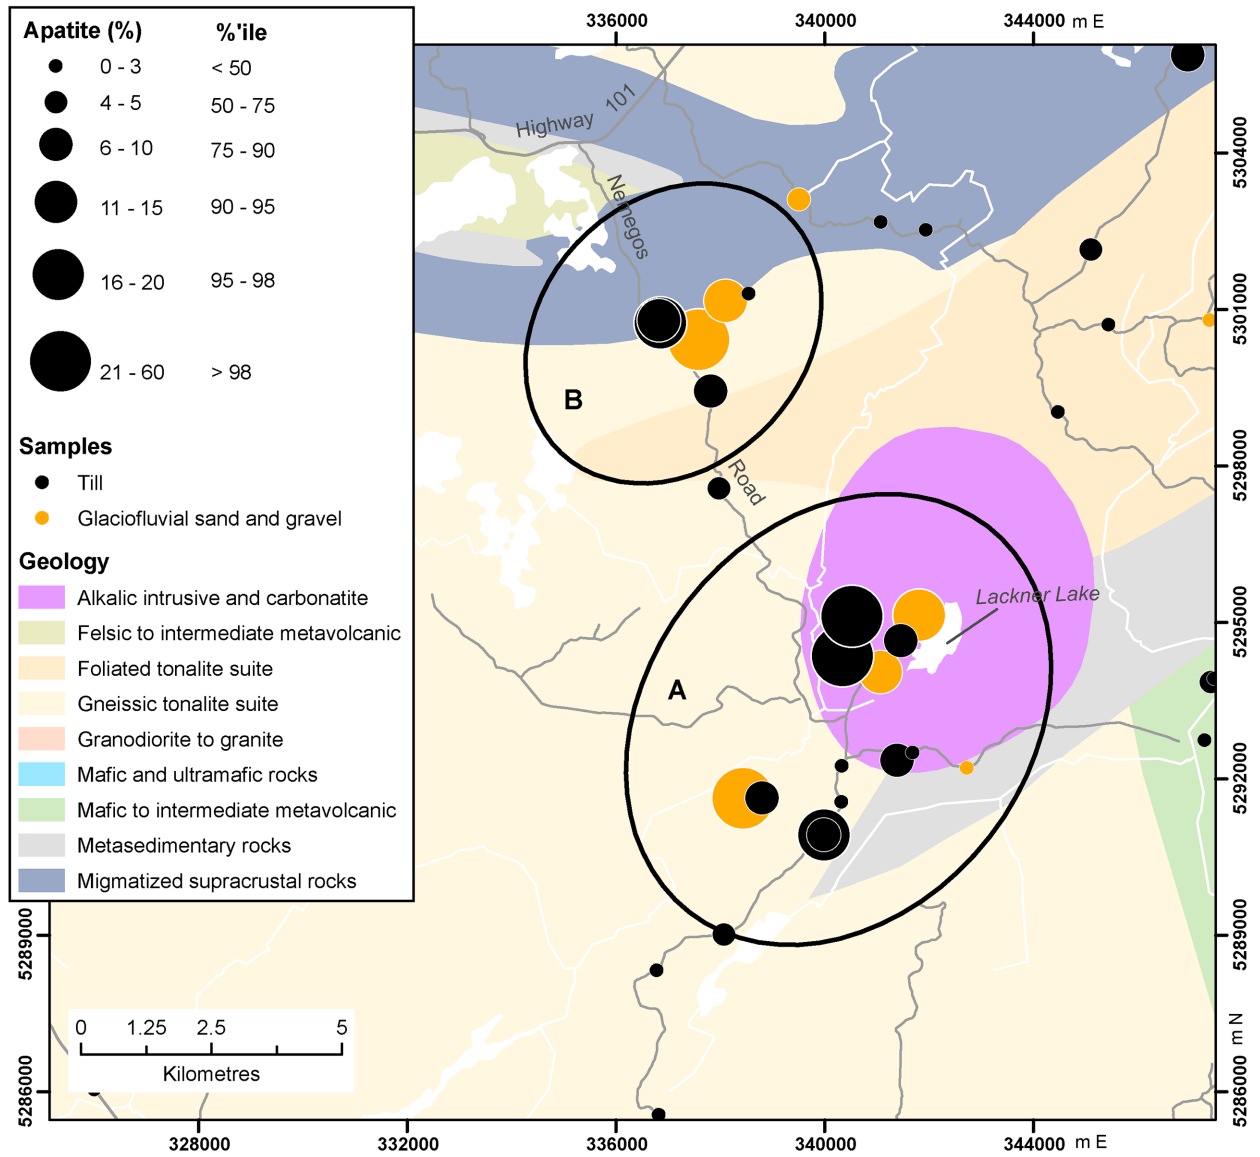 Apatite (%) %'ile
0 - 3 < 50
4 - 5 50 - 75
6 - 10 75 - 90
11 - 15 90 - 95
16 - 20 95 - 98
21 - 60 > 98
Samples
Till
Glaciofluvial sand and gravel
Geology
Alkalic intrusive and carbonatite
Felsic to intermediate metavolcanic
Foliated tonalite suite
Gneissic tonalite suite
Granodiorite to granite
Mafic and ultramafic rocks
Mafic to intermediate metavolcanic
Metasedimentary rocks
Migmatized supracrustal rocks
336000 340000 344000 m E
Highway 101
Nemegos
Road
B
A
Lackner Lake
5304000
5301000
5298000
5295000
5292000
5289000
5286000 m N
5289000
5286000
0 1.25 2.5 5
Kilometres
328000 332000 336000 340000 344000 m E